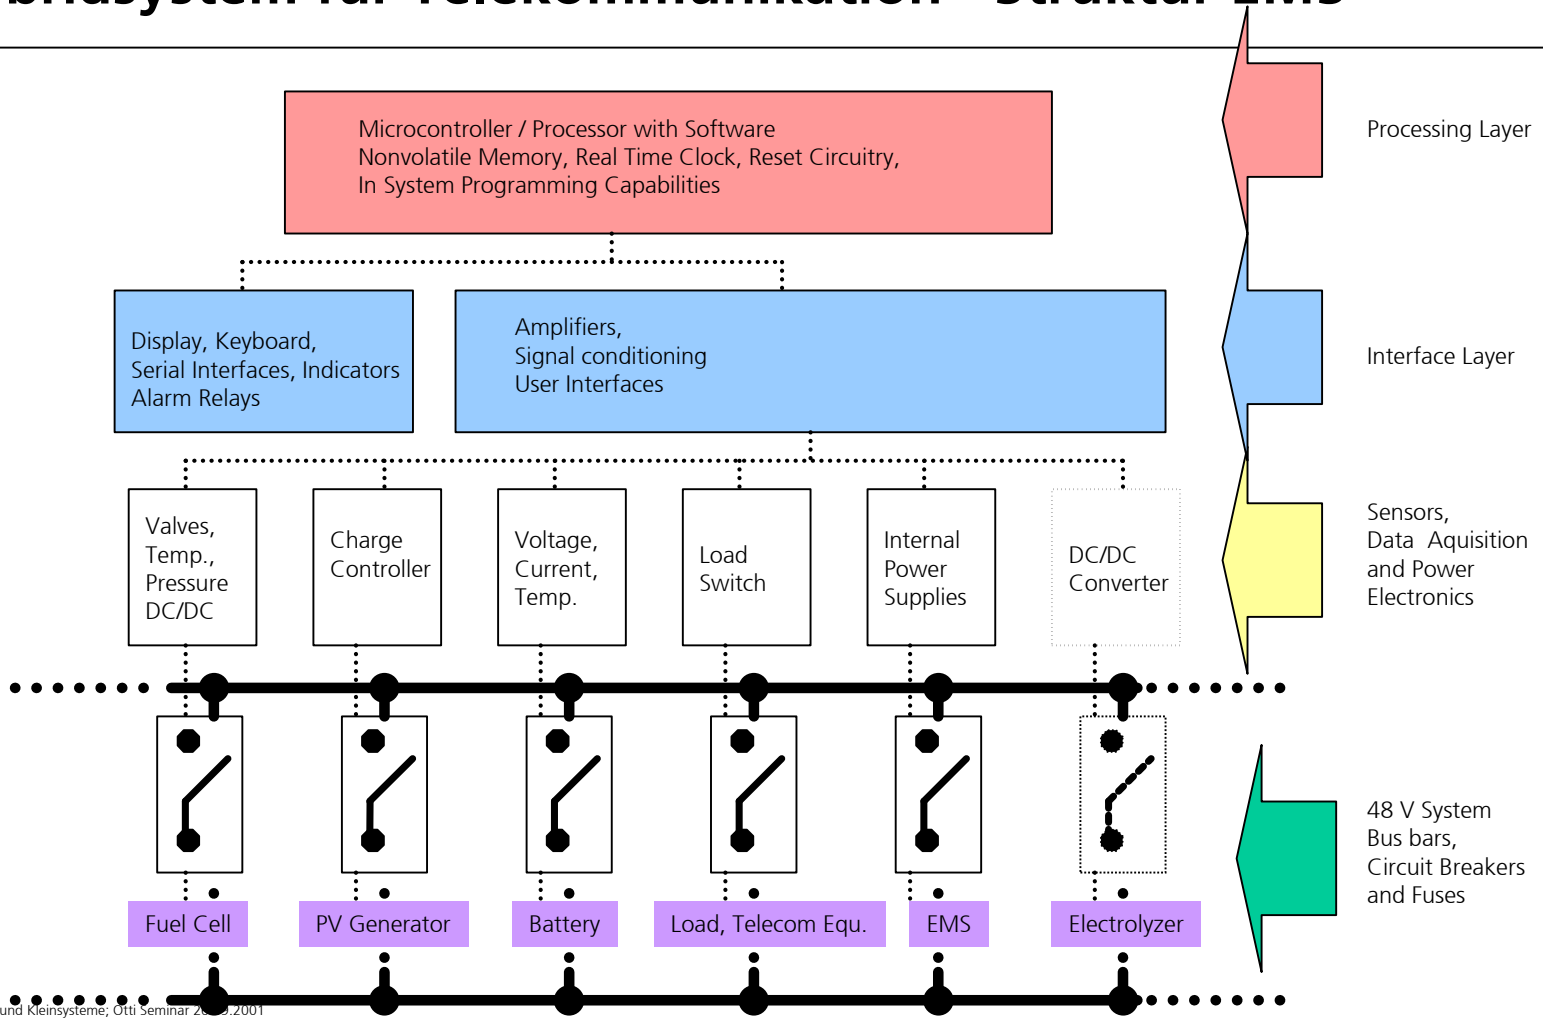 für Telekommunikation - Struktur EMS
Microcontroller / Processor with Software
Nonvolatile Memory, Real Time Clock, Reset Circuitry,
In System Programming Capabilities
Processing Layer
Display, Keyboard,
Serial Interfaces, Indicators
Alarm Relays
Amplifiers,
Signal conditioning
User Interfaces
Interface Layer
Valves,
Temp.,
Pressure
DC/DC
Charge
Controller
Voltage,
Current,
Temp.
Load
Switch
Internal
Power
Supplies
DC/DC
Converter
Sensors,
Data Aquisition
and Power
Electronics
48 V System
Bus bars,
Circuit Breakers
and Fuses
Fuel Cell
PV Generator
Battery
Load, Telecom Equ.
EMS
Electrolyzer
und Kleinsysteme; Otti Seminar